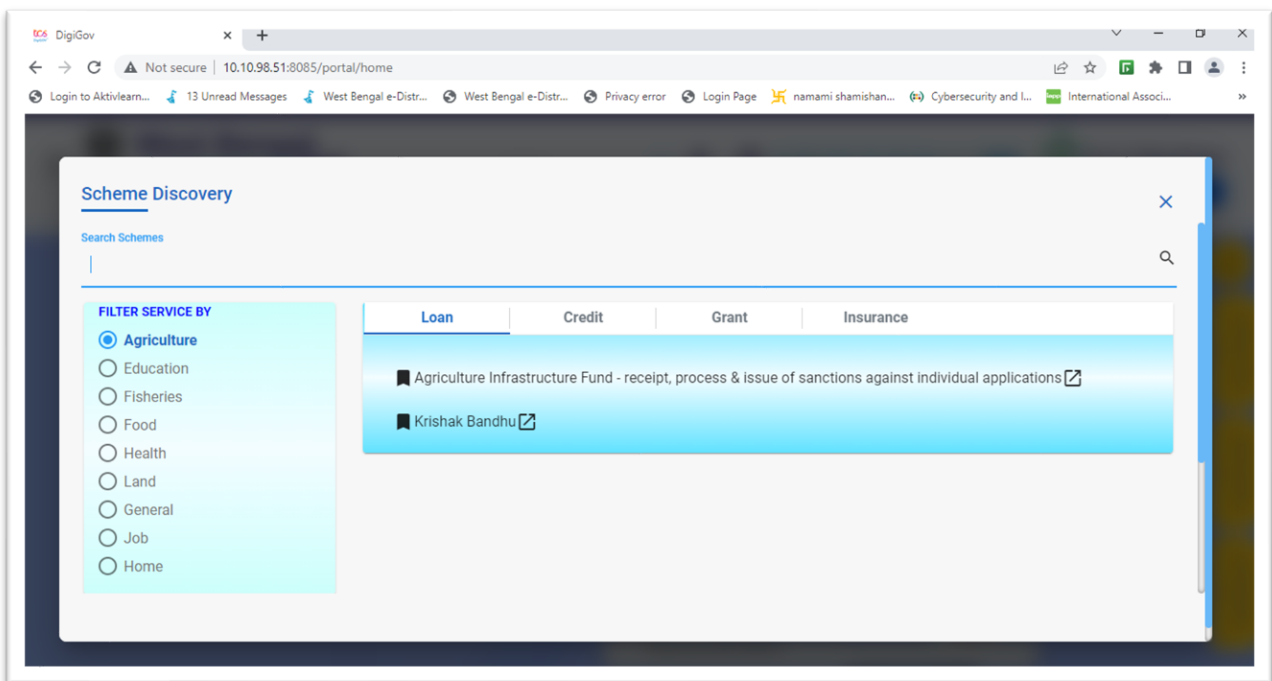 DigiGov
Not secure | 10.10.98.51:8085/portal/home
Login to Aktivlearn... 13 Unread Messages West Bengal e-Distr... West Bengal e-Distr... Privacy error Login Page namami shamishan... Cybersecurity and I... International Associ... »
Scheme Discovery
Search Schemes
FILTER SERVICE BY
Agriculture
Education
Fisheries
Food
Health
Land
General
Job
Home
Loan Credit Grant Insurance
Agriculture Infrastructure Fund - receipt, process & issue of sanctions against individual applications
Krishak Bandhu